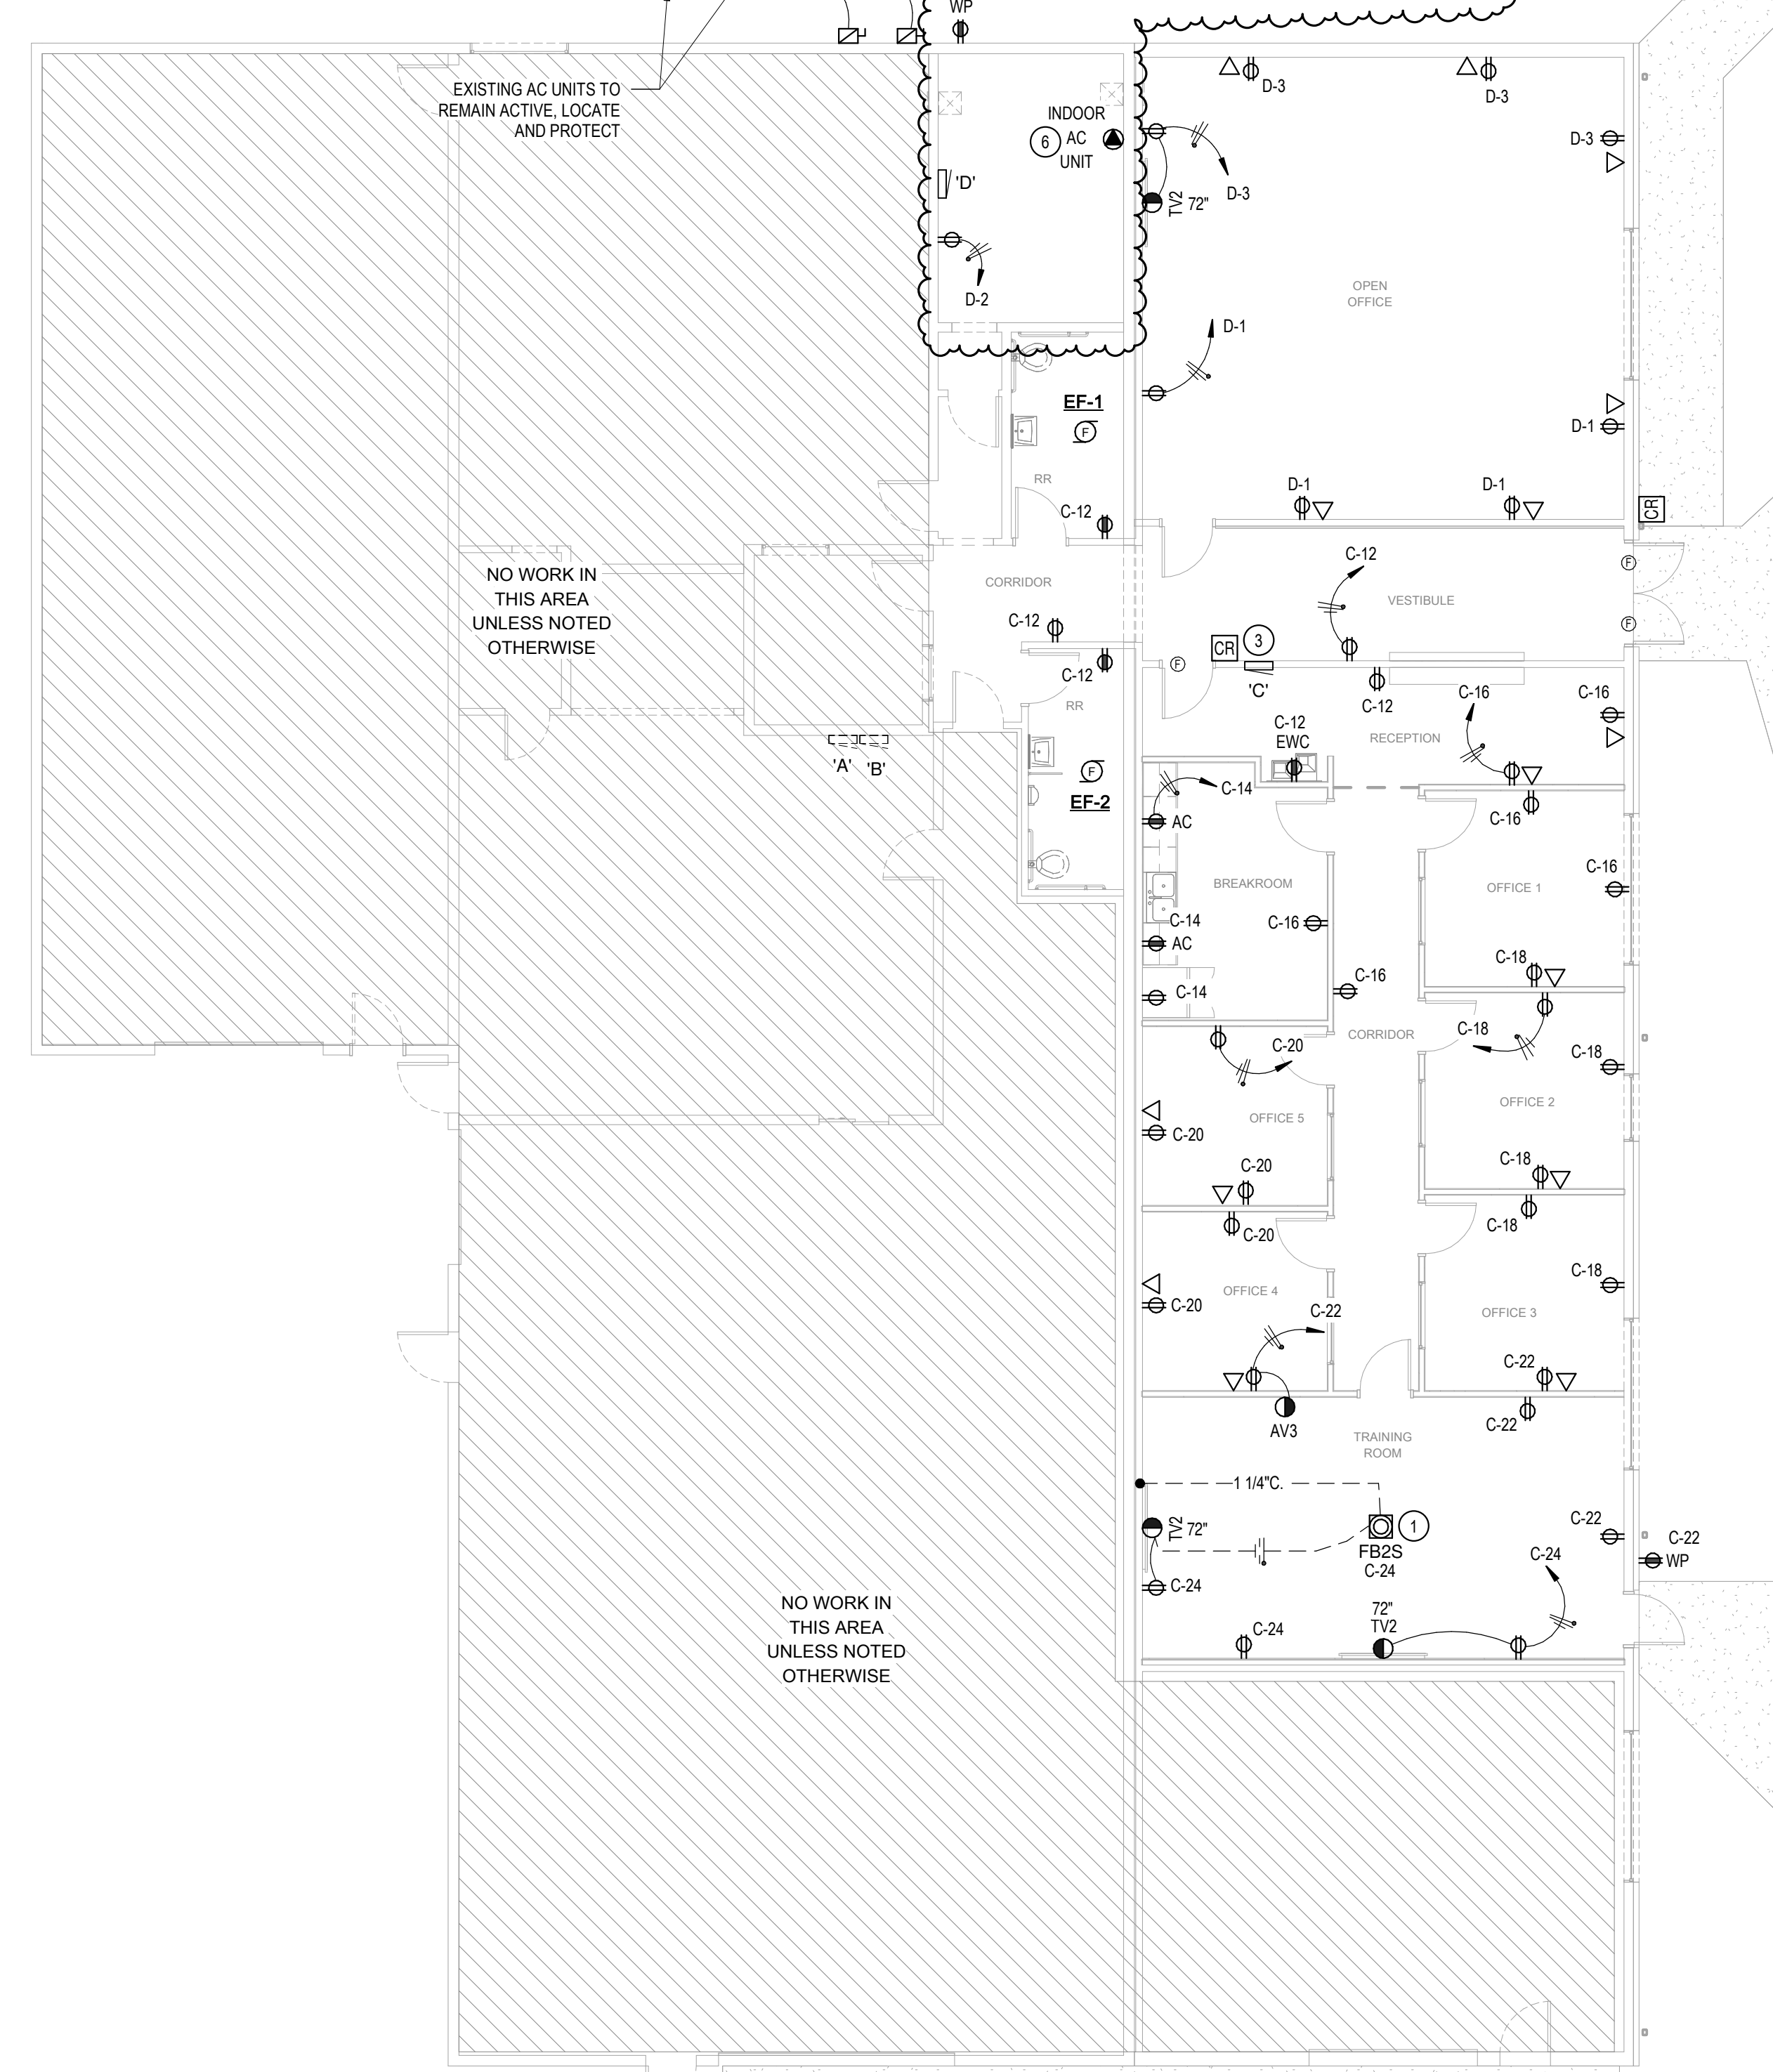 WP
EXISTING AC UNITS TO
REMAIN ACTIVE, LOCATE
AND PROTECT
INDOOR
6 AC
UNIT
'D'
D-2
D-3
D-3
D-3
D-3
TV2 72"
OPEN
OFFICE
D-1
D-1
D-1
D-1
EF-1
F
RR
C-12
CR
NO WORK IN
THIS AREA
UNLESS NOTED
OTHERWISE
CORRIDOR
C-12
C-12
RR
F
EF-2
'A' 'B'
C-12
VESTIBULE
F
F
F
CR 3
'C'
C-12
C-16
C-16
RECEPTION
C-12
EWC
C-14
AC
C-16
C-16
BREAKROOM
OFFICE 1
C-14
AC
C-16
C-14
C-16
C-18
CORRIDOR
C-18
C-18
C-20
OFFICE 5
OFFICE 2
C-20
C-20
C-18
C-20
C-18
C-18
OFFICE 4
OFFICE 3
C-20
C-22
C-22
AV3
C-22
TRAINING
ROOM
1 1/4"C.
TV2 72"
1
FB2S
C-24
C-22
C-22
WP
C-24
C-24
C-24
72"
TV2
NO WORK IN
THIS AREA
UNLESS NOTED
OTHERWISE